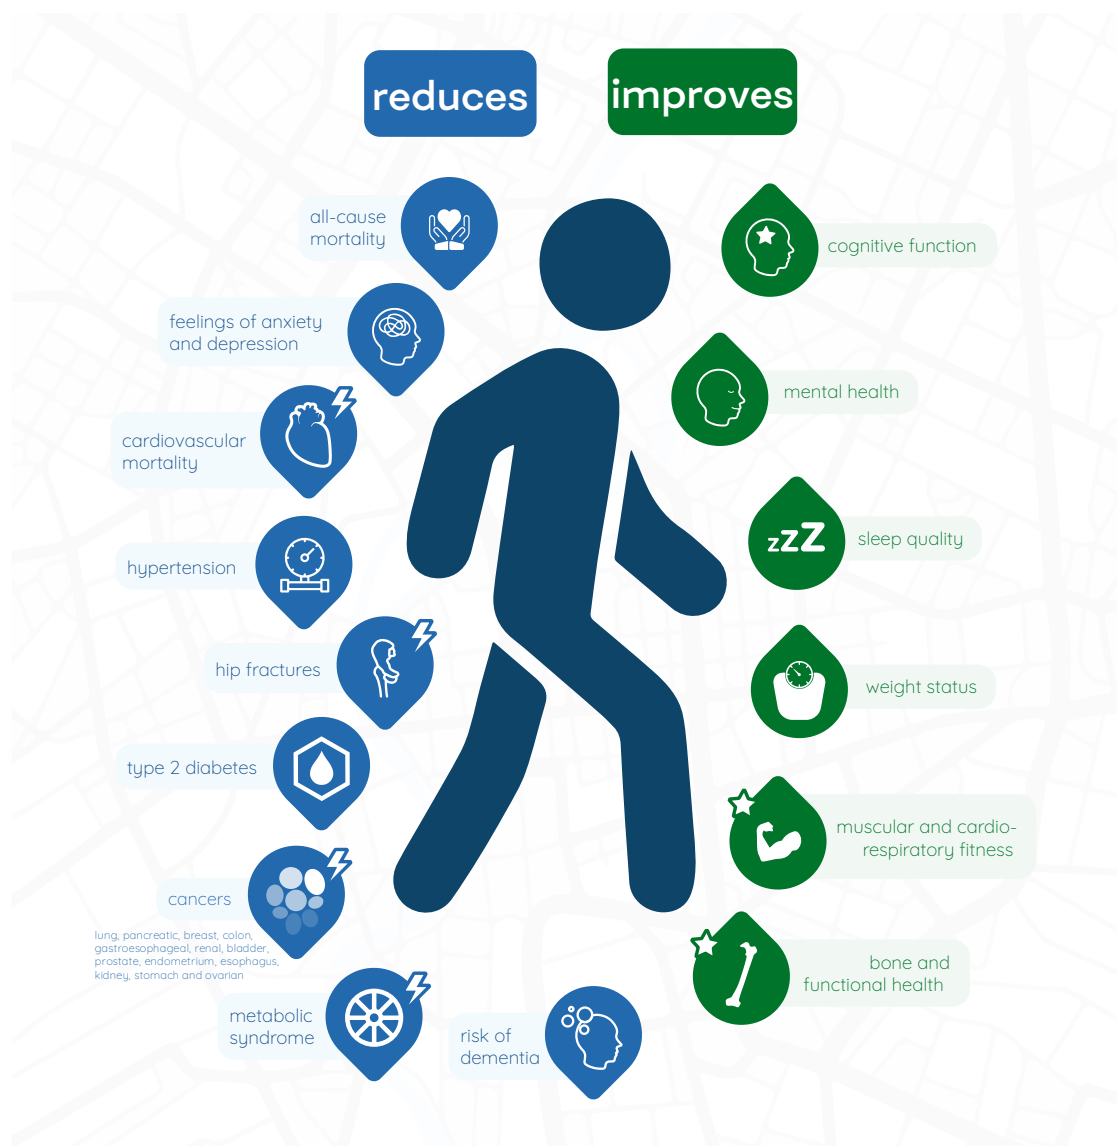 reduces
improves
all-cause
mortality
feelings of anxiety
and depression
cardiovascular
mortality
hypertension
hip fractures
type 2 diabetes
cancers
lung, pancreatic, breast, colon,
gastroesophageal, renal, bladder,
prostate, endometrium, esophagus,
kidney, stomach and ovarian
metabolic
syndrome
risk of
dementia
cognitive function
mental health
zzZ
sleep quality
weight status
muscular and cardio-
respiratory fitness
bone and
functional health